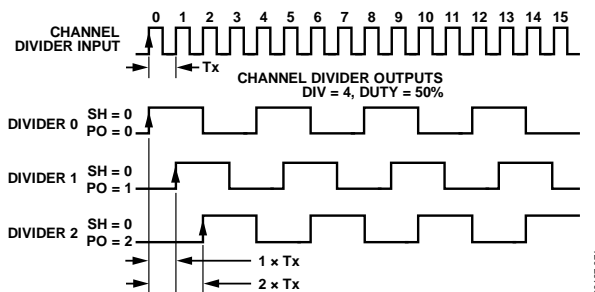 0 1 2 3 4 5 6 7 8 9 10 11 12 13 14 15
CHANNEL
DIVIDER INPUT
Tx
CHANNEL DIVIDER OUTPUTS
DIV = 4, DUTY = 50%
DIVIDER 0 SH = 0
PO = 0
DIVIDER 1 SH = 0
PO = 1
DIVIDER 2 SH = 0
PO = 2
1 × Tx
2 × Tx